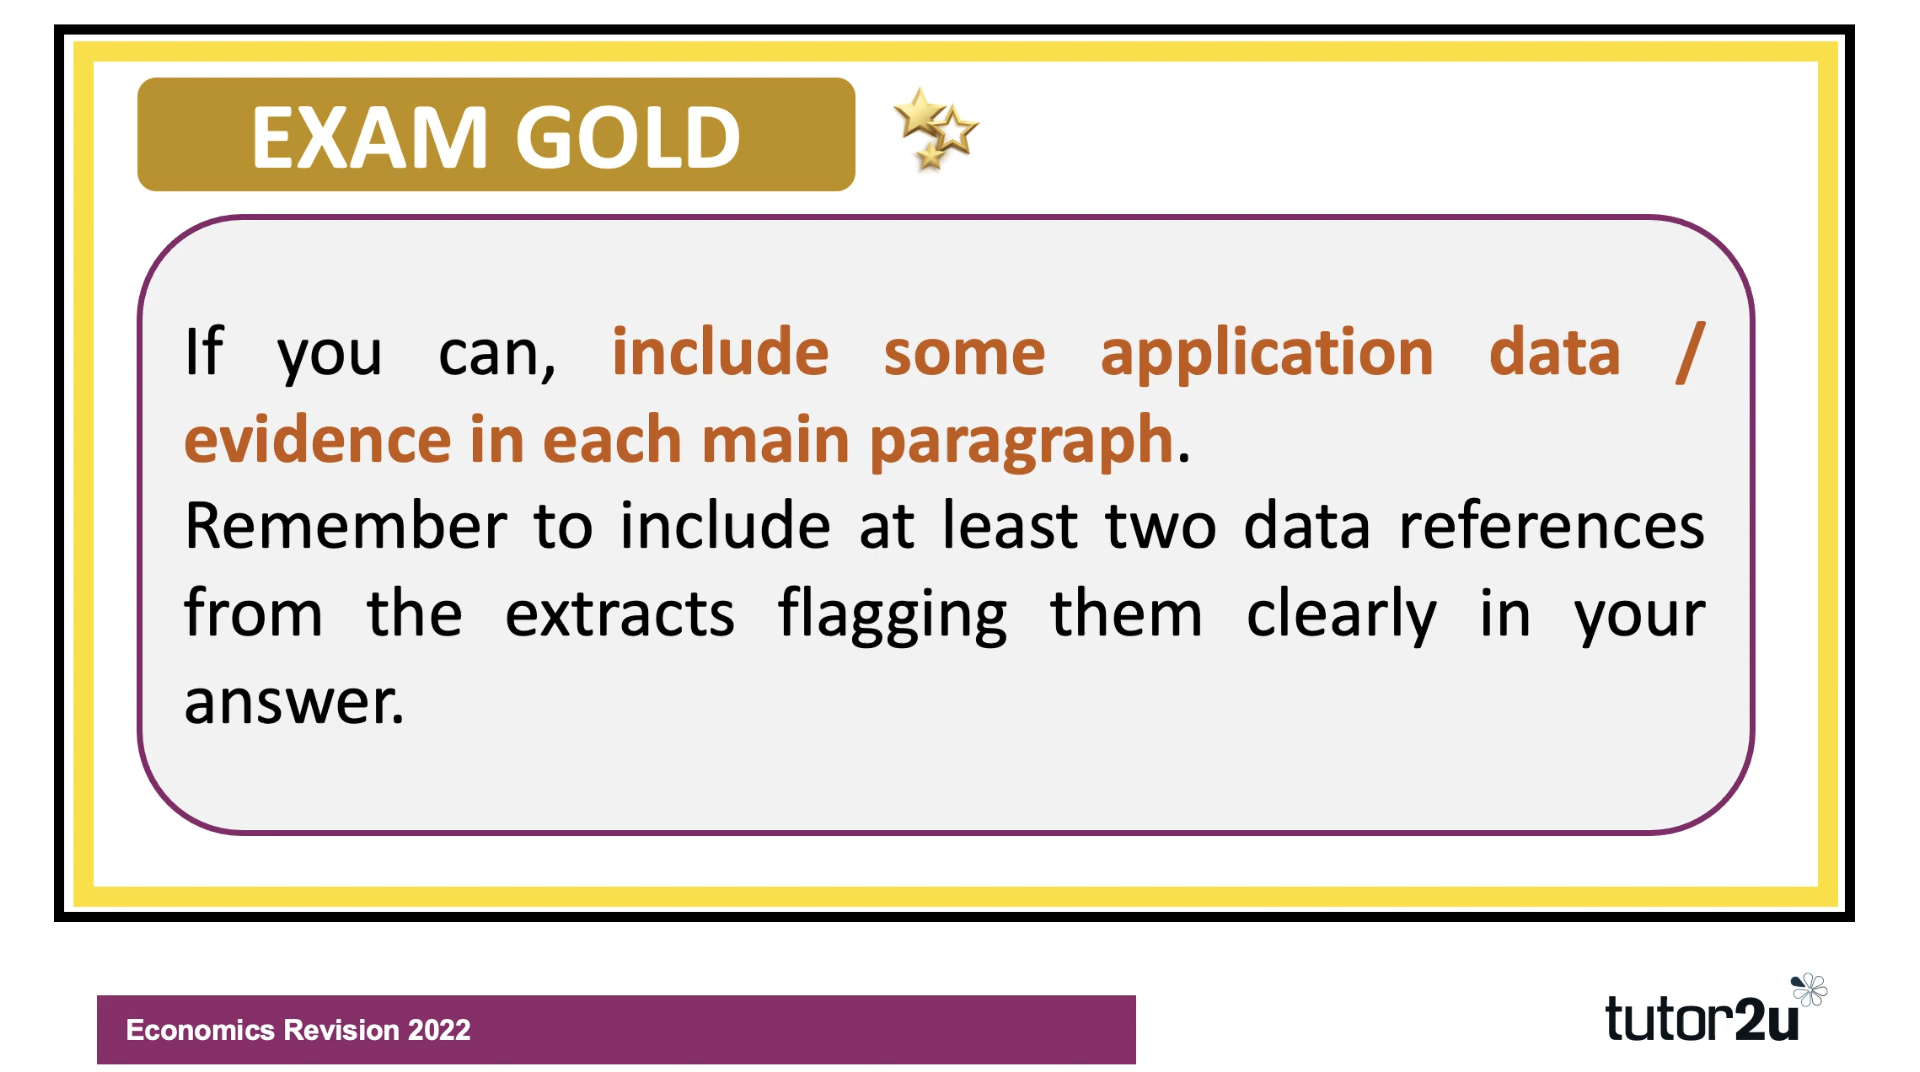 EXAM GOLD
If you can, include some application data /
evidence in each main paragraph.
Remember to include at least two data references
from the extracts flagging them clearly in your
answer.
Economics Revision 2022
tutor2u